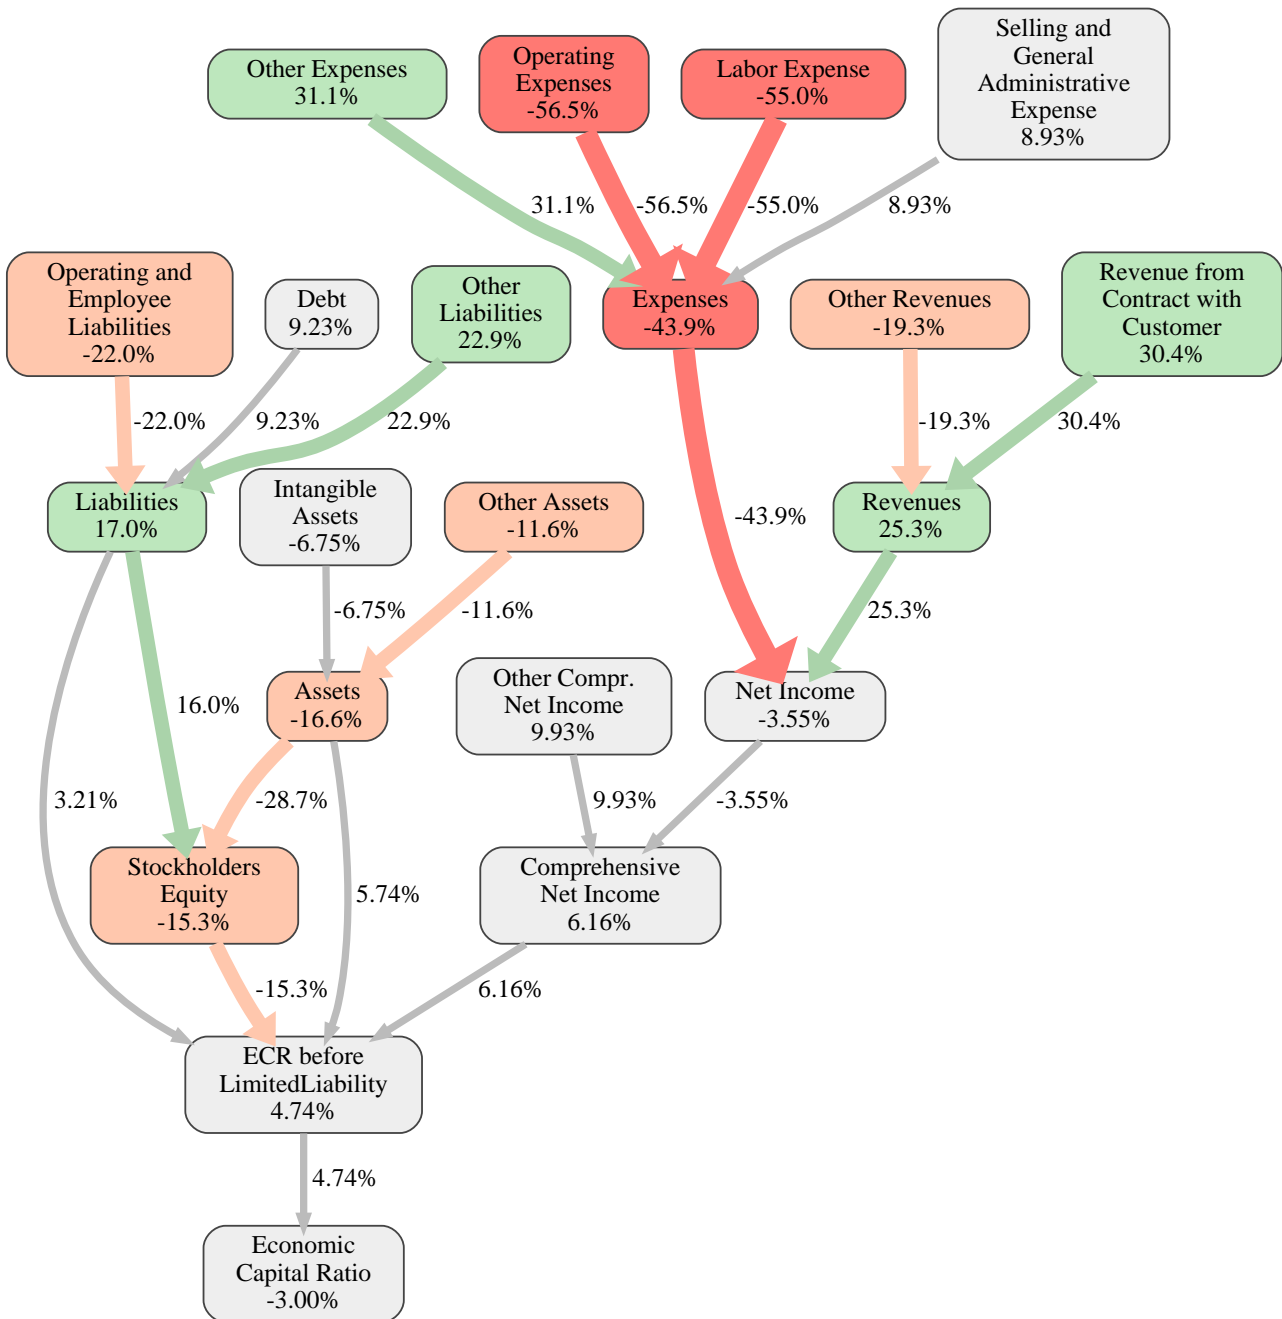 Other Expenses
31.1%
Operating
Expenses
-56.5%
Labor Expense
-55.0%
Selling and
General
Administrative
Expense
8.93%
31.1%
-56.5%
-55.0%
8.93%
Operating and
Employee
Liabilities
-22.0%
Debt
9.23%
Other
Liabilities
22.9%
Expenses
-43.9%
Other Revenues
-19.3%
Revenue from
Contract with
Customer
30.4%
-22.0%
9.23%
22.9%
-19.3%
30.4%
Liabilities
17.0%
Intangible
Assets
-6.75%
Other Assets
-11.6%
-43.9%
Revenues
25.3%
-6.75%
-11.6%
25.3%
16.0%
Assets
-16.6%
Other Compr.
Net Income
9.93%
Net Income
-3.55%
3.21%
-28.7%
9.93%
-3.55%
Stockholders
Equity
-15.3%
5.74%
Comprehensive
Net Income
6.16%
-15.3%
6.16%
ECR before
LimitedLiability
4.74%
4.74%
Economic
Capital Ratio
-3.00%